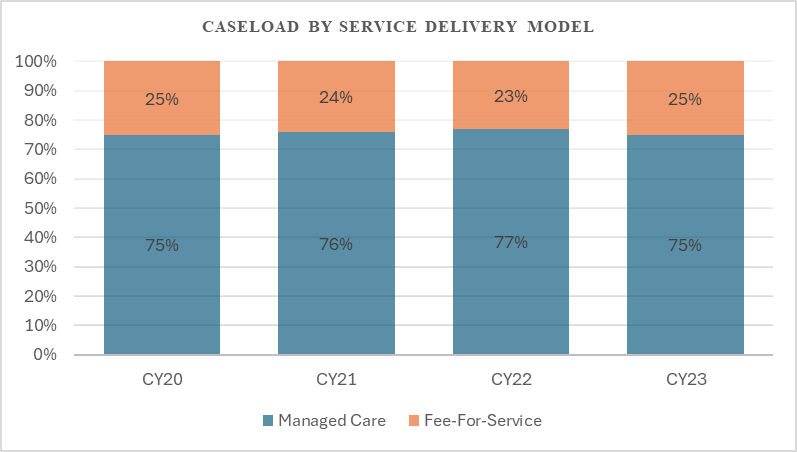 CASELOAD BY SERVICE DELIVERY MODEL
100%
90%
80%
70%
60%
50%
40%
30%
20%
10%
0%
25% 24% 23% 25%
75% 76% 77% 75%
CY20 CY21 CY22 CY23
Managed Care Fee-For-Service